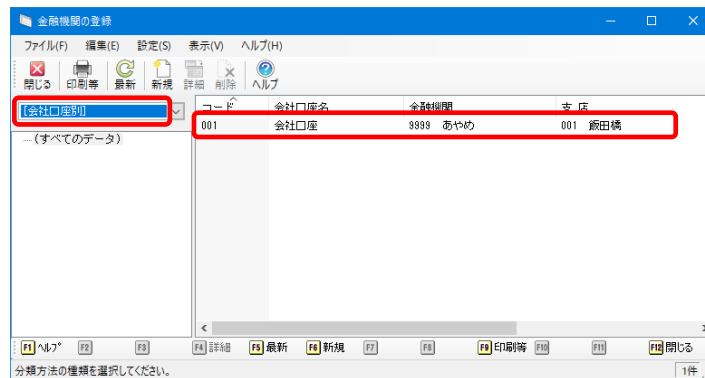 金融機関の登録
ファイル(F) 編集(E) 設定(S) 表示(V) ヘルプ(H)
閉じる 印刷等 最新 新規 詳細 削除 ヘルプ
[会社口座別]
コード 会社口座名 金融機関 支 店
001 会社口座 9999 あやめ 001 飯田橋
(すべてのデータ)
F1 ヘルプ F2 F3 F4 詳細 F5 最新 F6 新規 F7 F8 F9 印刷等 F10 F11 F12 閉じる
分類方法の種類を選択してください。 1件